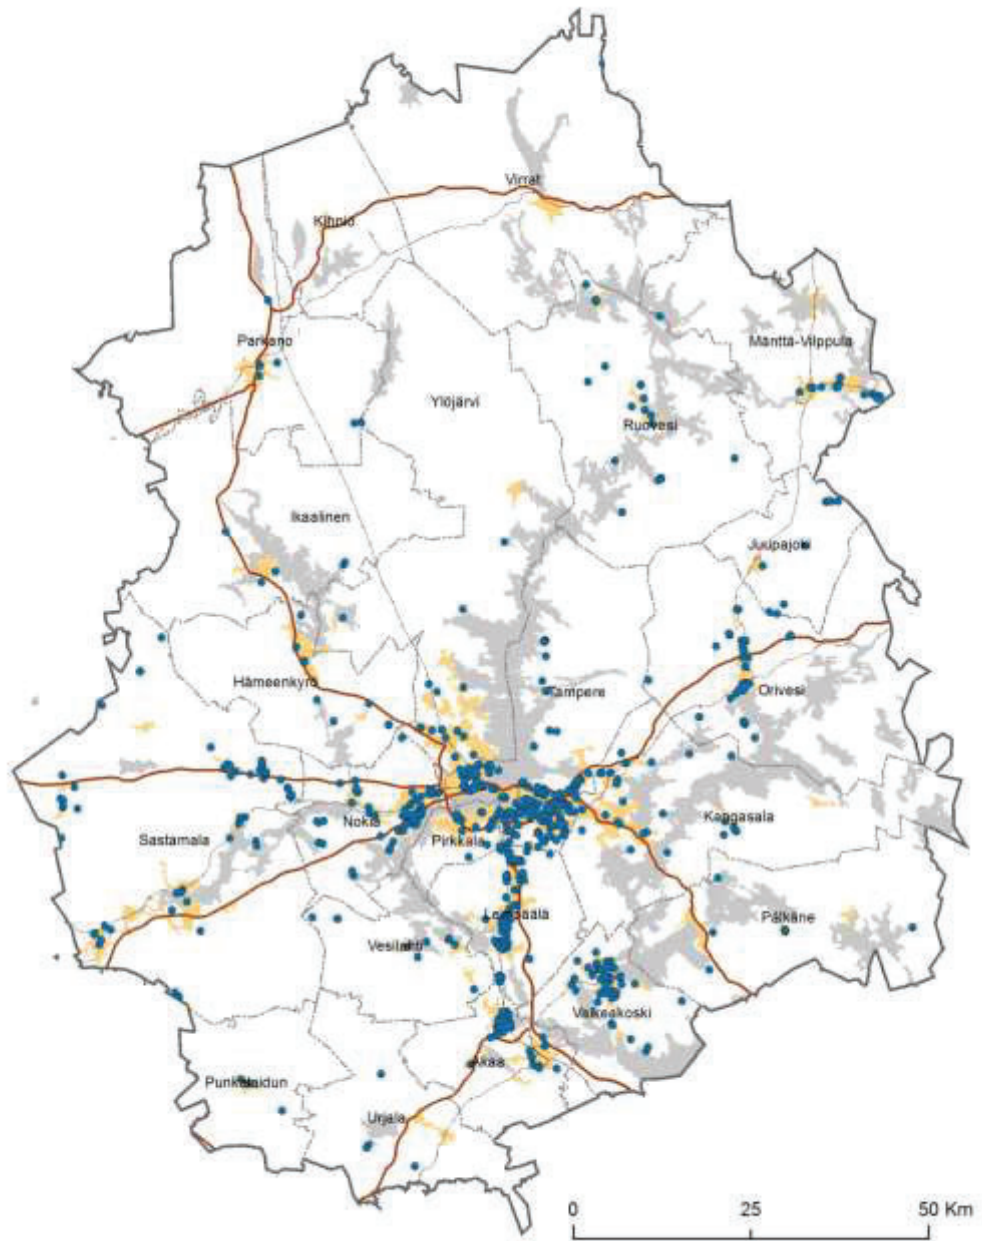 Virrat
Kihniö
Parkano
Mänttä-Vilppula
Ylöjärvi
Ruovesi
Ikaalinen
Juupajoki
Hämeenkyrö
Tampere
Orivesi
Nokia
Pirkkala
Kangasala
Sastamala
Lempäälä
Pälkäne
Vesilahti
Valkeakoski
Akaa
Punkalaidun
Urjala
0 25 50 Km